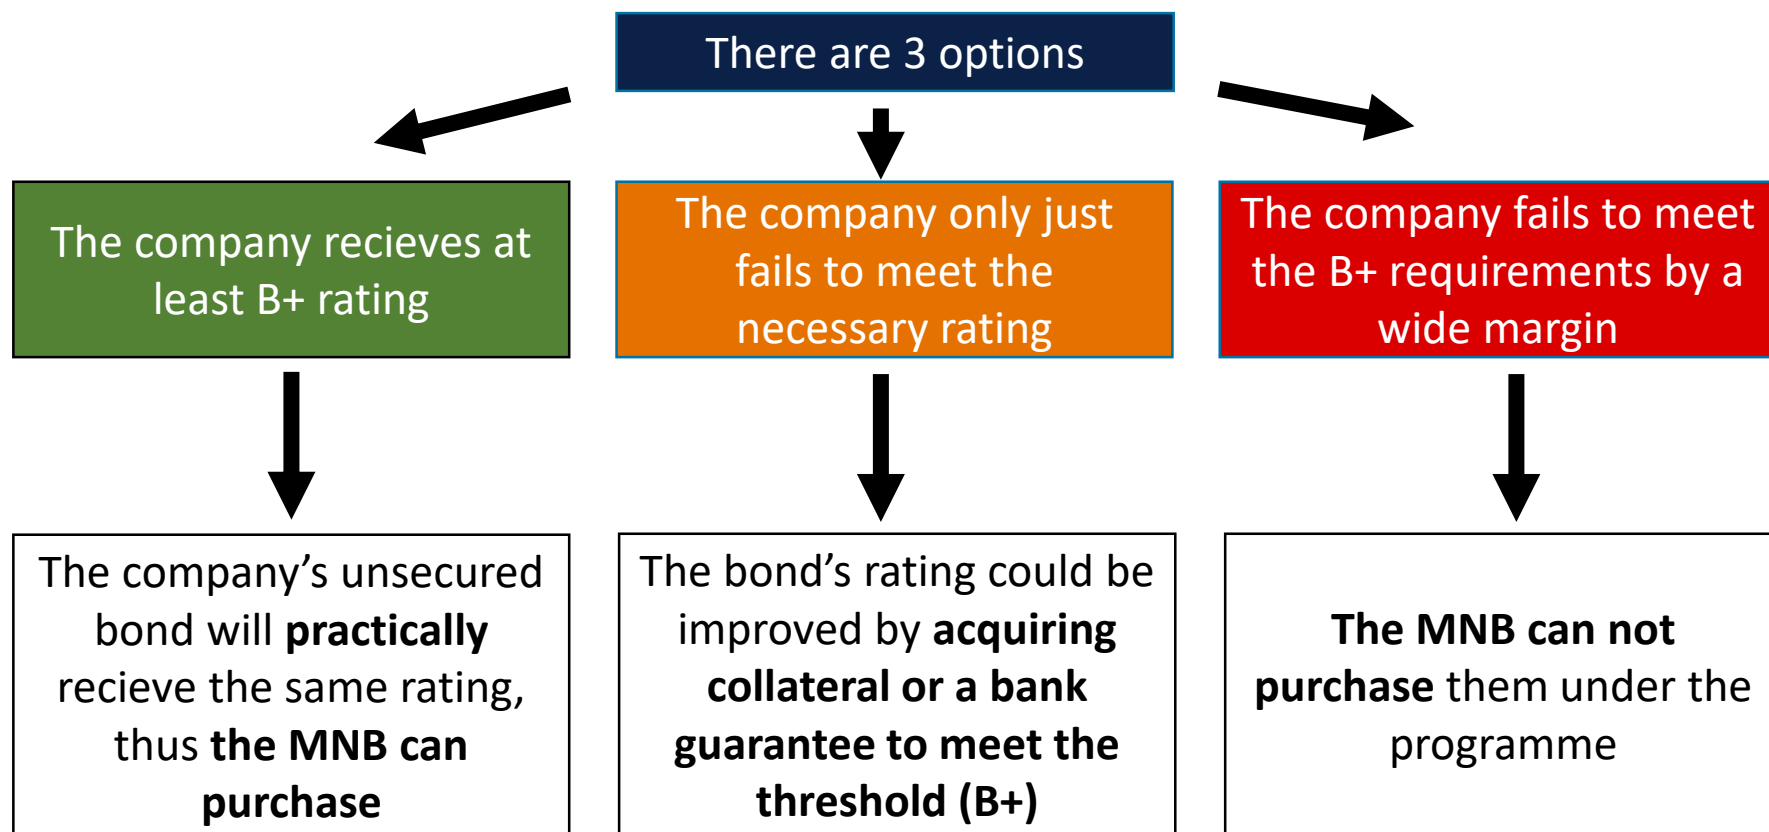 There are 3 options
The company recieves at
least B+ rating
The company only just
fails to meet the
necessary rating
The company fails to meet
the B+ requirements by a
wide margin
The company’s unsecured
bond will practically
recieve the same rating,
thus the MNB can
purchase
The bond’s rating could be
improved by acquiring
collateral or a bank
guarantee to meet the
threshold (B+)
The MNB can not
purchase them under the
programme